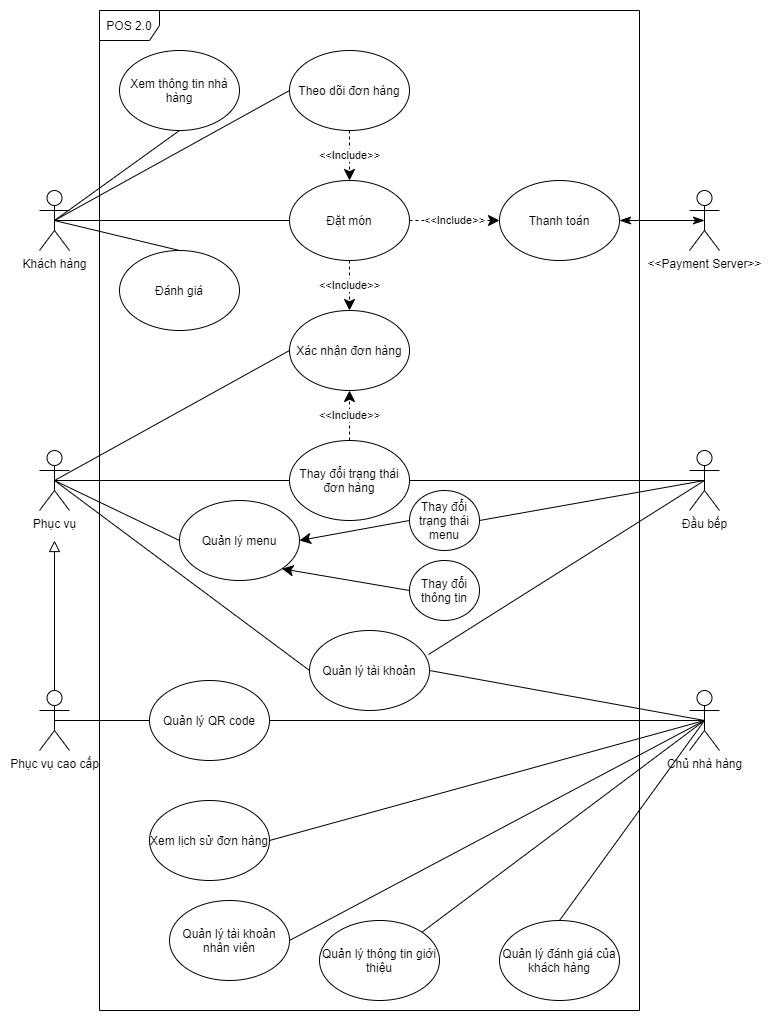 POS 2.0
Xem thông tin nhà
hàng
Theo dõi đơn hàng
<<Include>>
Khách hàng
Đặt món
<<Include>>
Thanh toán
<<Payment Server>>
Đánh giá
<<Include>>
Xác nhận đơn hàng
<<Include>>
Phục vụ
Thay đổi trạng thái
đơn hàng
Đầu bếp
Quản lý menu
Thay đổi
trạng thái
menu
Thay đổi
thông tin
Quản lý tài khoản
Phục vụ cao cấp
Quản lý QR code
Chủ nhà hàng
Xem lịch sử đơn hàng
Quản lý tài khoản
nhân viên
Quản lý thông tin giới
thiệu
Quản lý đánh giá của
khách hàng